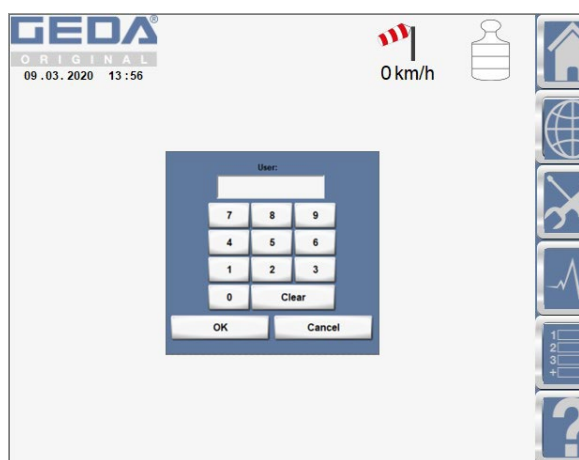 GEDA®
ORIGINAL
09.03.2020 13:56
0 km/h
User:
7 8 9
4 5 6
1 2 3
0 Clear
OK Cancel
1
2
3
+
?